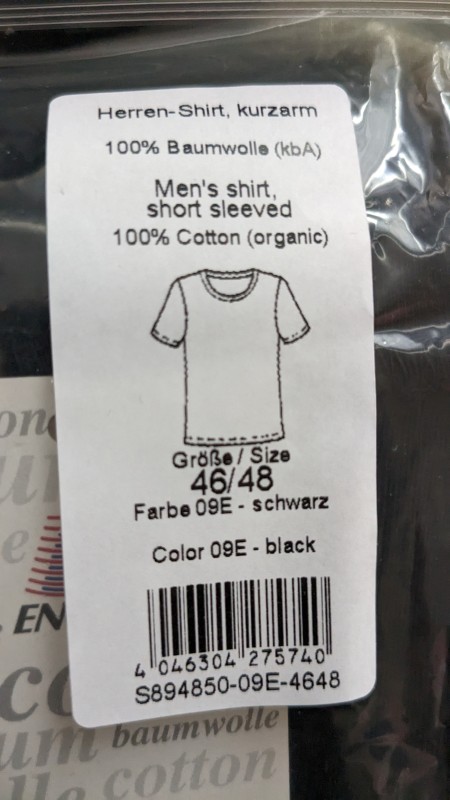 Herren-Shirt, kurzarm
100% Baumwolle (kbA)
Men's shirt,
short sleeved
100% Cotton (organic)
Größe / Size
46/48
Farbe 09E - schwarz
Color 09E - black
4 046304 275740
S894850-09E-4648
EN
baumwolle
cotton